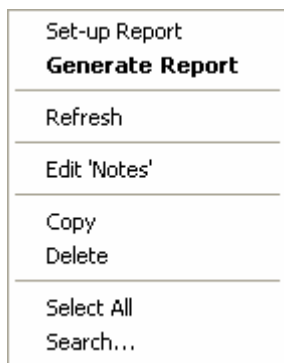 Set-up Report
Generate Report
Refresh
Edit 'Notes'
Copy
Delete
Select All
Search...